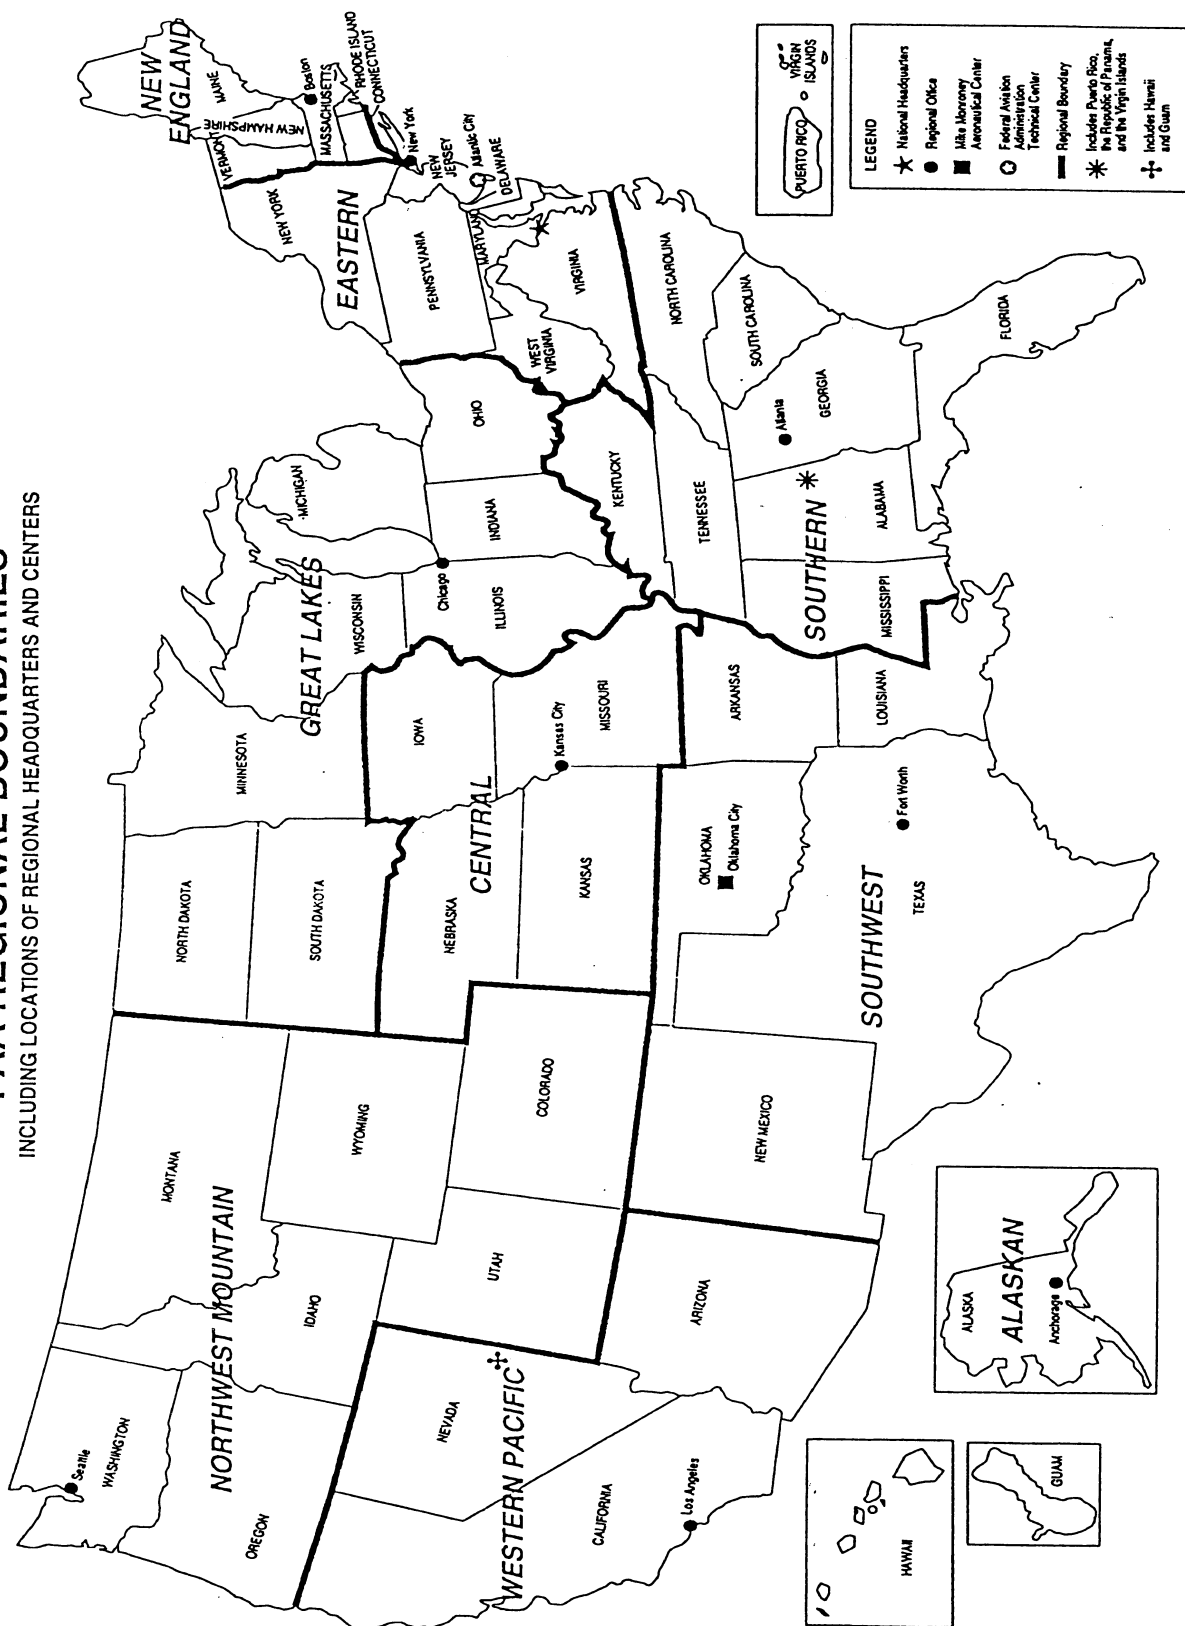 FAA REGIONAL BOUNDARIES
INCLUDING LOCATIONS OF REGIONAL HEADQUARTERS AND CENTERS
NORTHWEST MOUNTAIN
Seattle
WASHINGTON
OREGON
IDAHO
MONTANA
WYOMING
UTAH
COLORADO
WESTERN PACIFIC
NEVADA
CALIFORNIA
Los Angeles
ARIZONA
GREAT LAKES
NORTH DAKOTA
SOUTH DAKOTA
MINNESOTA
WISCONSIN
MICHIGAN
Chicago
ILLINOIS
INDIANA
OHIO
CENTRAL
NEBRASKA
IOWA
KANSAS
Kansas City
MISSOURI
SOUTHWEST
NEW MEXICO
OKLAHOMA
Oklahoma City
ARKANSAS
TEXAS
Fort Worth
LOUISIANA
SOUTHERN
KENTUCKY
TENNESSEE
NORTH CAROLINA
SOUTH CAROLINA
MISSISSIPPI
ALABAMA
GEORGIA
Atlanta
FLORIDA
EASTERN
NEW YORK
New York
PENNSYLVANIA
NEW
JERSEY
Atlantic City
DELAWARE
MARYLAND
WEST
VIRGINIA
VIRGINIA
NEW
ENGLAND
MAINE
VERMONT
NEW HAMPSHIRE
Boston
MASSACHUSETTS
RHODE ISLAND
CONNECTICUT
HAWAII
GUAM
ALASKAN
ALASKA
Anchorage
PUERTO RICO
VIRGIN
ISLANDS
LEGEND
National Headquarters
Regional Office
Mike Monroney
Aeronautical Center
Federal Aviation
Administration
Technical Center
Regional Boundary
Includes Puerto Rico,
the Republic of Panama,
and the Virgin Islands
Includes Hawaii
and Guam